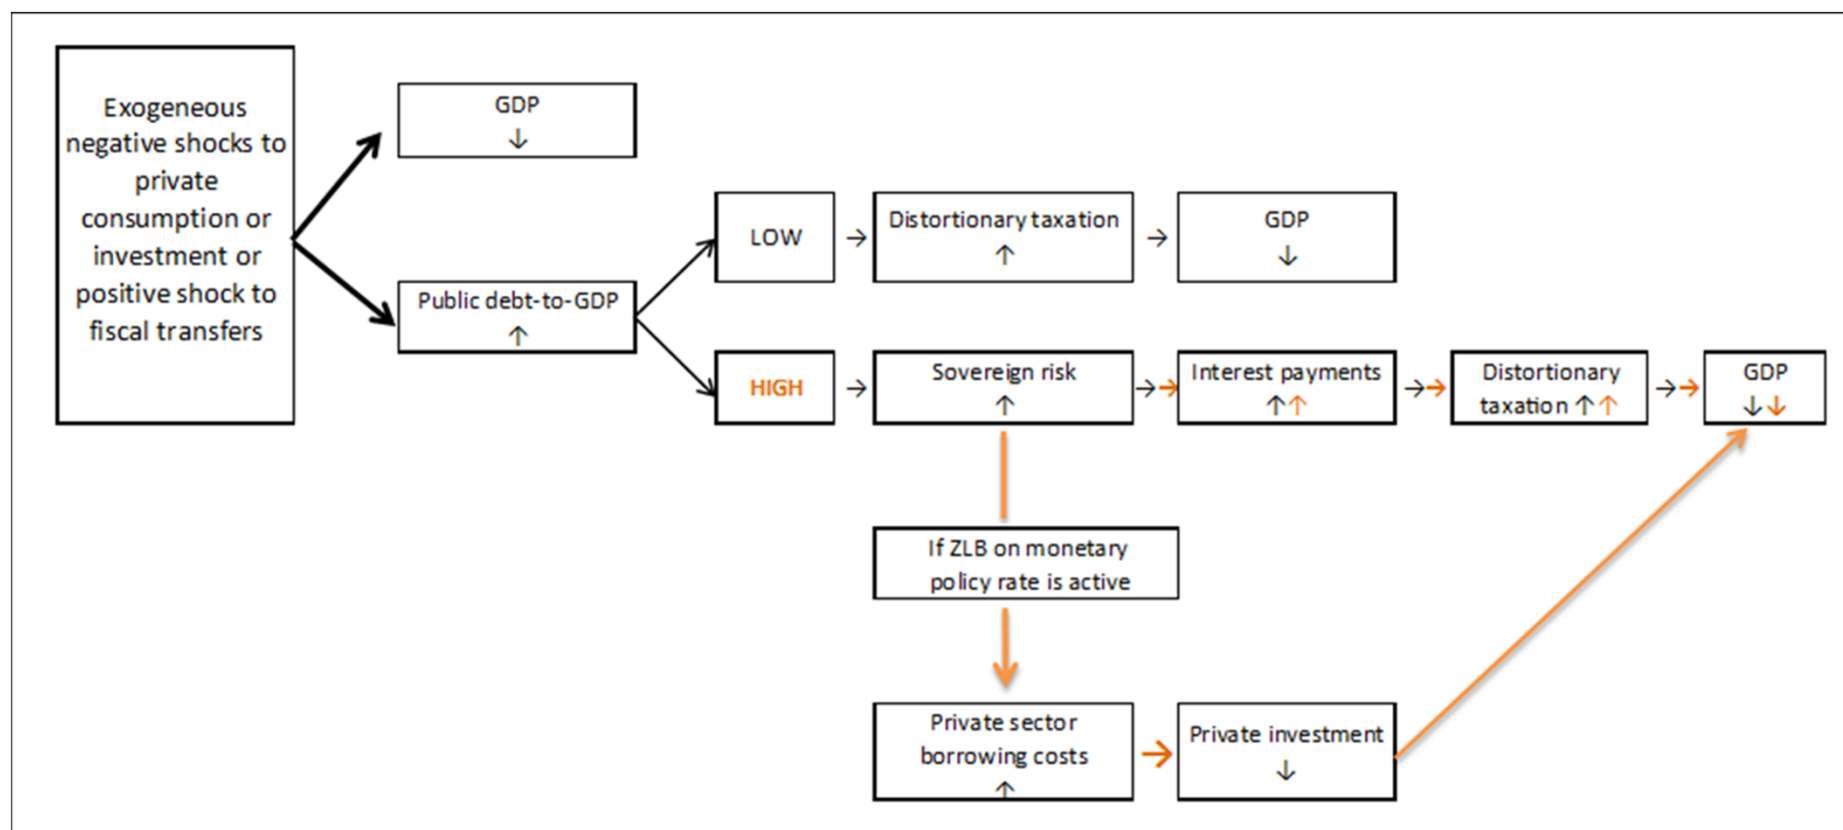 Exogeneous
negative shocks to
private
consumption or
investment or
positive shock to
fiscal transfers
GDP
↓
Public debt-to-GDP
↑
LOW
→
Distortionary taxation
↑
→
GDP
↓
HIGH
→
Sovereign risk
↑
→→
Interest payments
↑↑
→→
Distortionary
taxation ↑↑
→→
GDP
↓↓
If ZLB on monetary
policy rate is active
Private sector
borrowing costs
↑
→
Private investment
↓